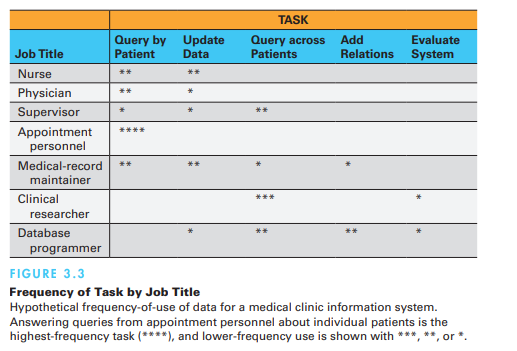 TASK
Query by Update Query across Add Evaluate
Job Title Patient Data Patients Relations System
Nurse ** **
Physician ** *
Supervisor * * **
Appointment ****
personnel
Medical-record ** ** * *
maintainer
Clinical *** *
researcher
Database * ** ** *
programmer
FIGURE 3.3
Frequency of Task by Job Title
Hypothetical frequency-of-use of data for a medical clinic information system.
Answering queries from appointment personnel about individual patients is the
highest-frequency task (****), and lower-frequency use is shown with ***, **, or *.